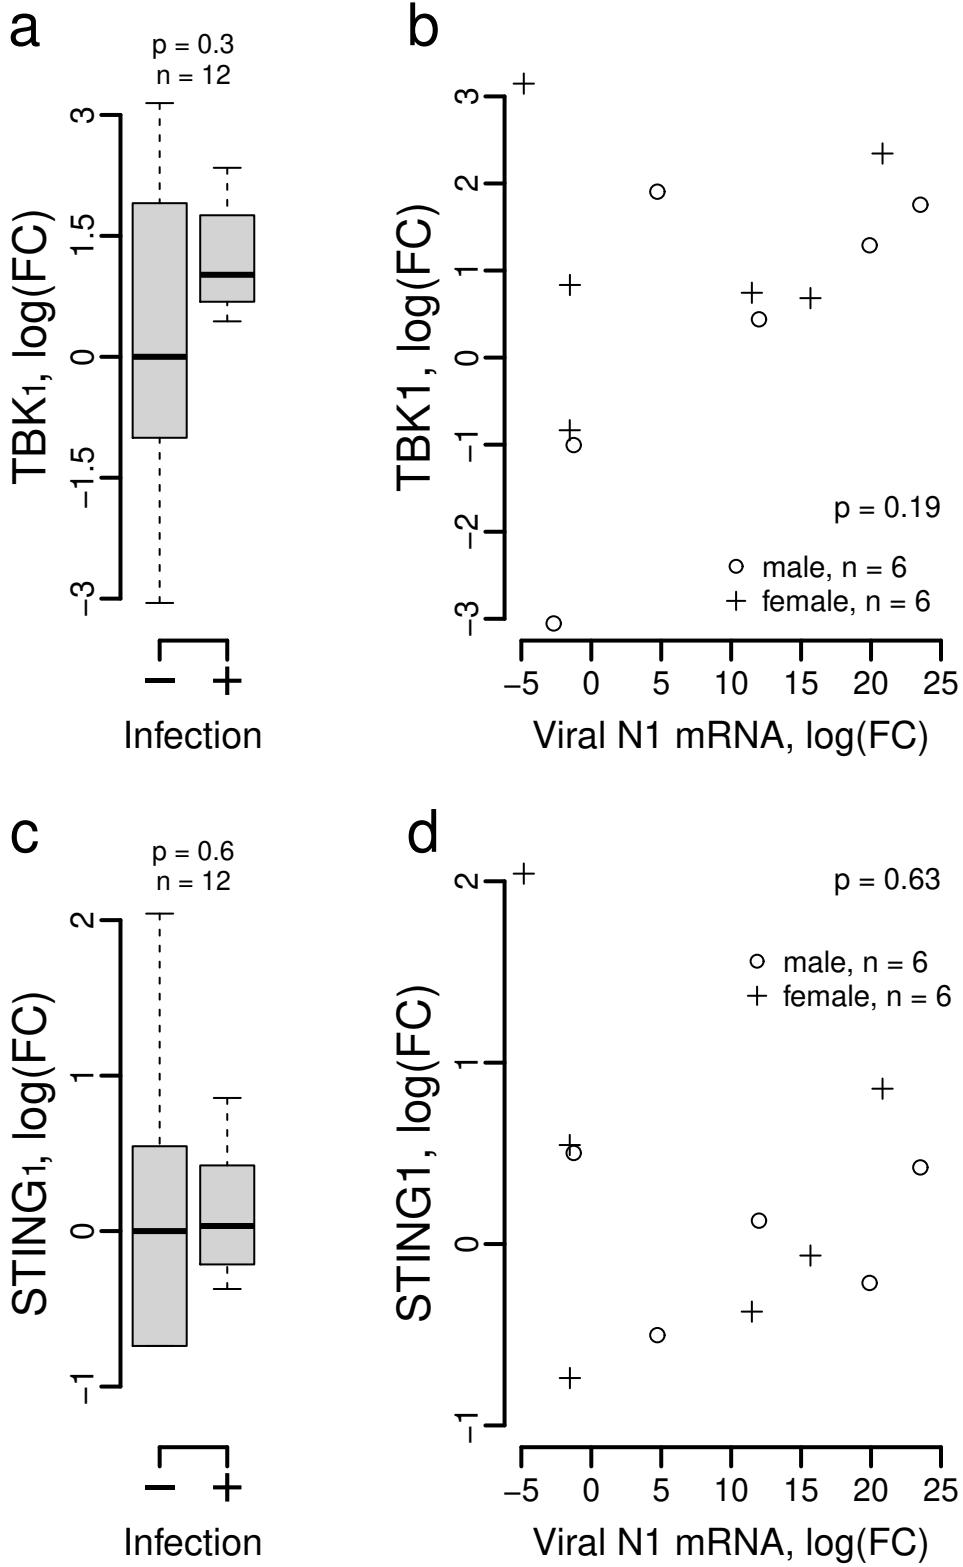 a
p = 0.3
n = 12
3
1.5
0
−1.5
−3
TBK1, log(FC)
− +
Infection
b
3
2
1
0
−1
−2
−3
TBK1, log(FC)
p = 0.19
male, n = 6
female, n = 6
−5 0 5 10 15 20 25
Viral N1 mRNA, log(FC)
c
p = 0.6
n = 12
2
1
0
−1
STING1, log(FC)
− +
Infection
d
2
1
0
−1
STING1, log(FC)
p = 0.63
male, n = 6
female, n = 6
−5 0 5 10 15 20 25
Viral N1 mRNA, log(FC)